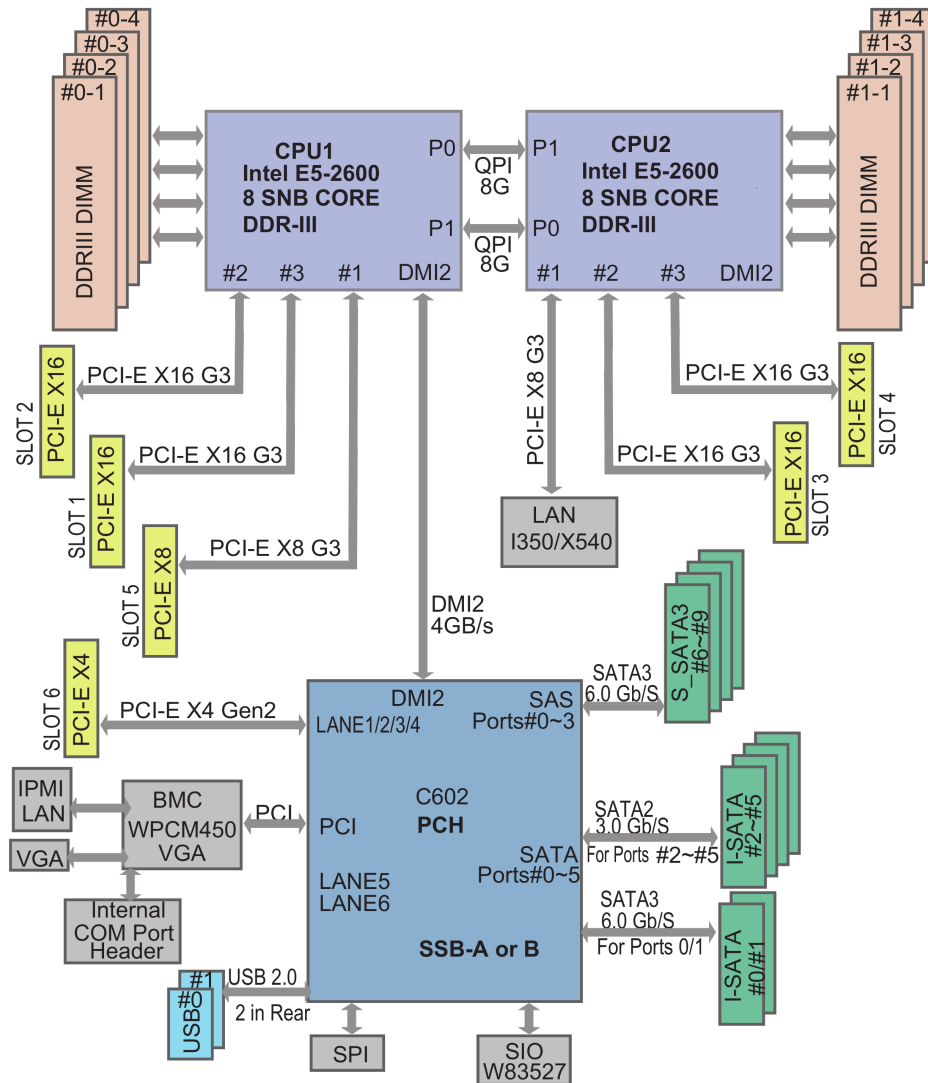 #0-4
#0-3
#0-2
#0-1
DDRIII DIMM
CPU1
Intel E5-2600
8 SNB CORE
DDR-III
P0
P1
#2
#3
#1
DMI2
QPI
8G
QPI
8G
P1
P0
CPU2
Intel E5-2600
8 SNB CORE
DDR-III
#1
#2
#3
DMI2
#1-4
#1-3
#1-2
#1-1
DDRIII DIMM
SLOT 2
PCI-E X16
PCI-E X16 G3
SLOT 1
PCI-E X16
PCI-E X16 G3
SLOT 5
PCI-E X8
PCI-E X8 G3
PCI-E X8 G3
LAN
I350/X540
PCI-E X16 G3
PCI-E X16
SLOT 4
PCI-E X16 G3
PCI-E X16
SLOT 3
DMI2
4GB/s
SLOT 6
PCI-E X4
PCI-E X4 Gen2
DMI2
LANE1/2/3/4
SAS
Ports#0~3
C602
PCH
PCI
SATA
Ports#0~5
LANE5
LANE6
SSB-A or B
SATA3
6.0 Gb/S
S_SATA3
#6~#9
SATA2
3.0 Gb/S
For Ports #2~#5
I-SATA
#2~#5
SATA3
6.0 Gb/S
For Ports 0/1
I-SATA
#0/#1
IPMI
LAN
VGA
BMC
WPCM450
VGA
PCI
Internal
COM Port
Header
#1
#0
USB
USB 2.0
2 in Rear
SPI
SIO
W83527